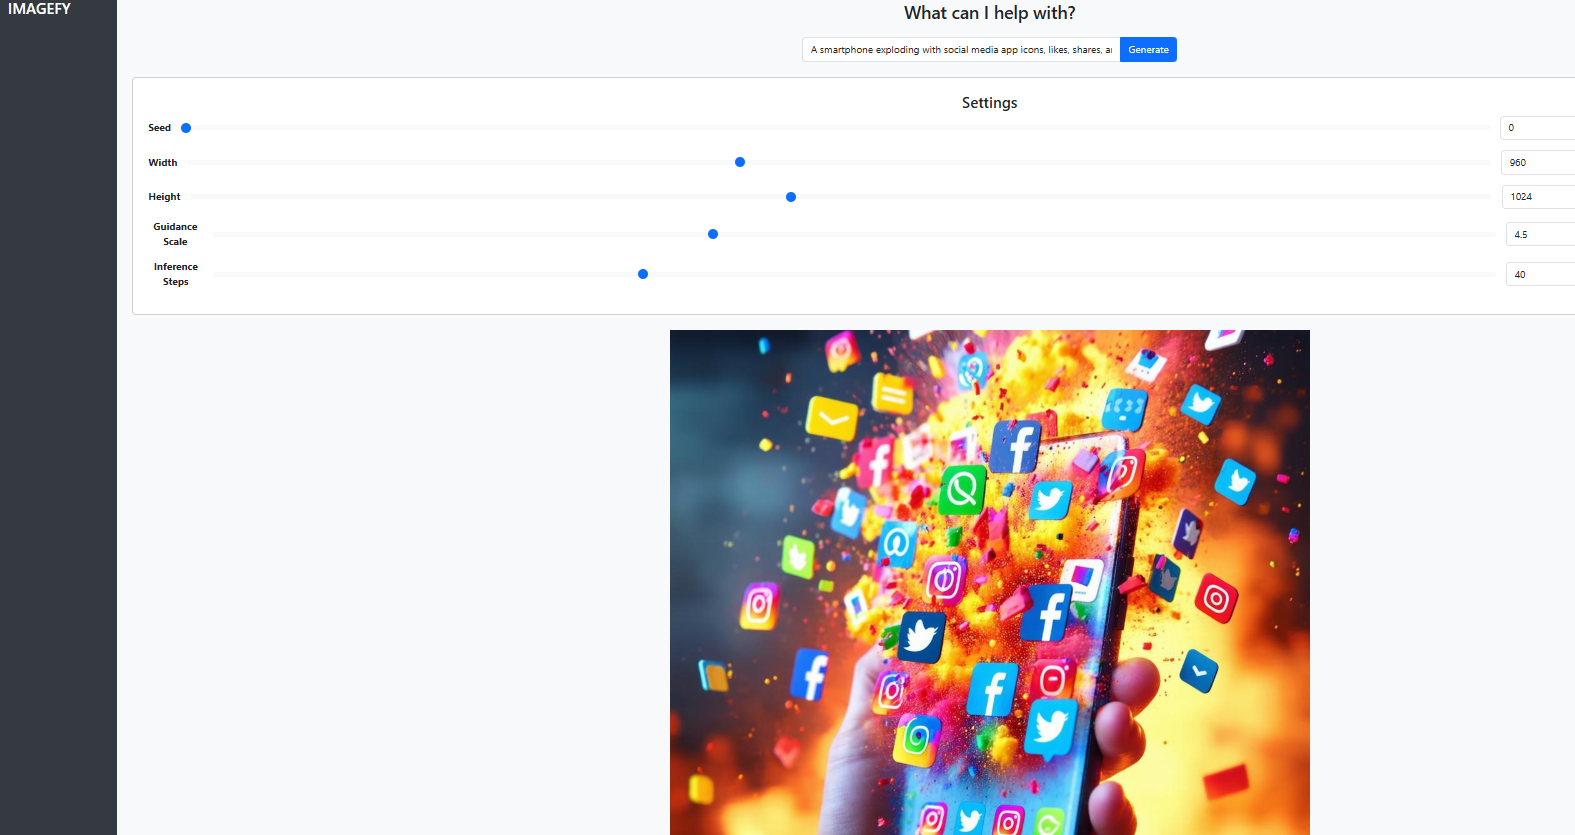 IMAGEFY
What can I help with?
A smartphone exploding with social media app icons, likes, shares,
Generate
Settings
Seed
0
Width
960
Height
1024
Guidance
Scale
4.5
Inference
Steps
40